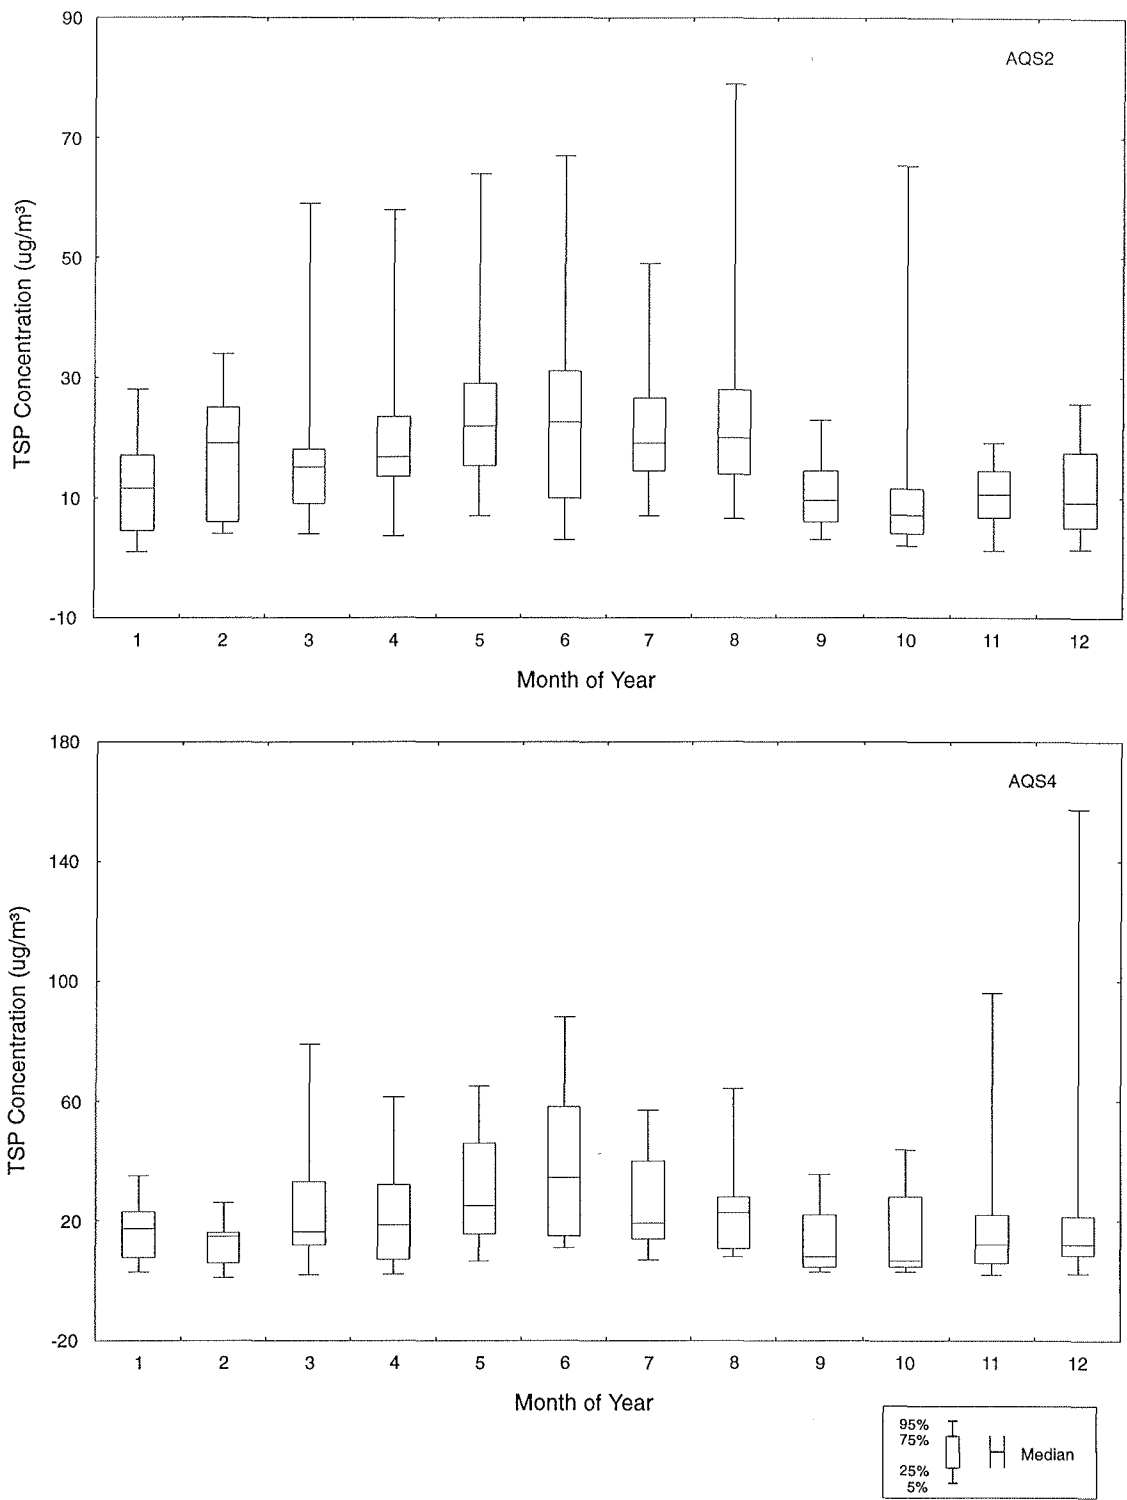 90
70
50
30
10
-10
TSP Concentration (ug/m³)
AQS2
1 2 3 4 5 6 7 8 9 10 11 12
Month of Year
180
140
100
60
20
-20
TSP Concentration (ug/m³)
AQS4
1 2 3 4 5 6 7 8 9 10 11 12
Month of Year
95%
75%
25%
5%
Median